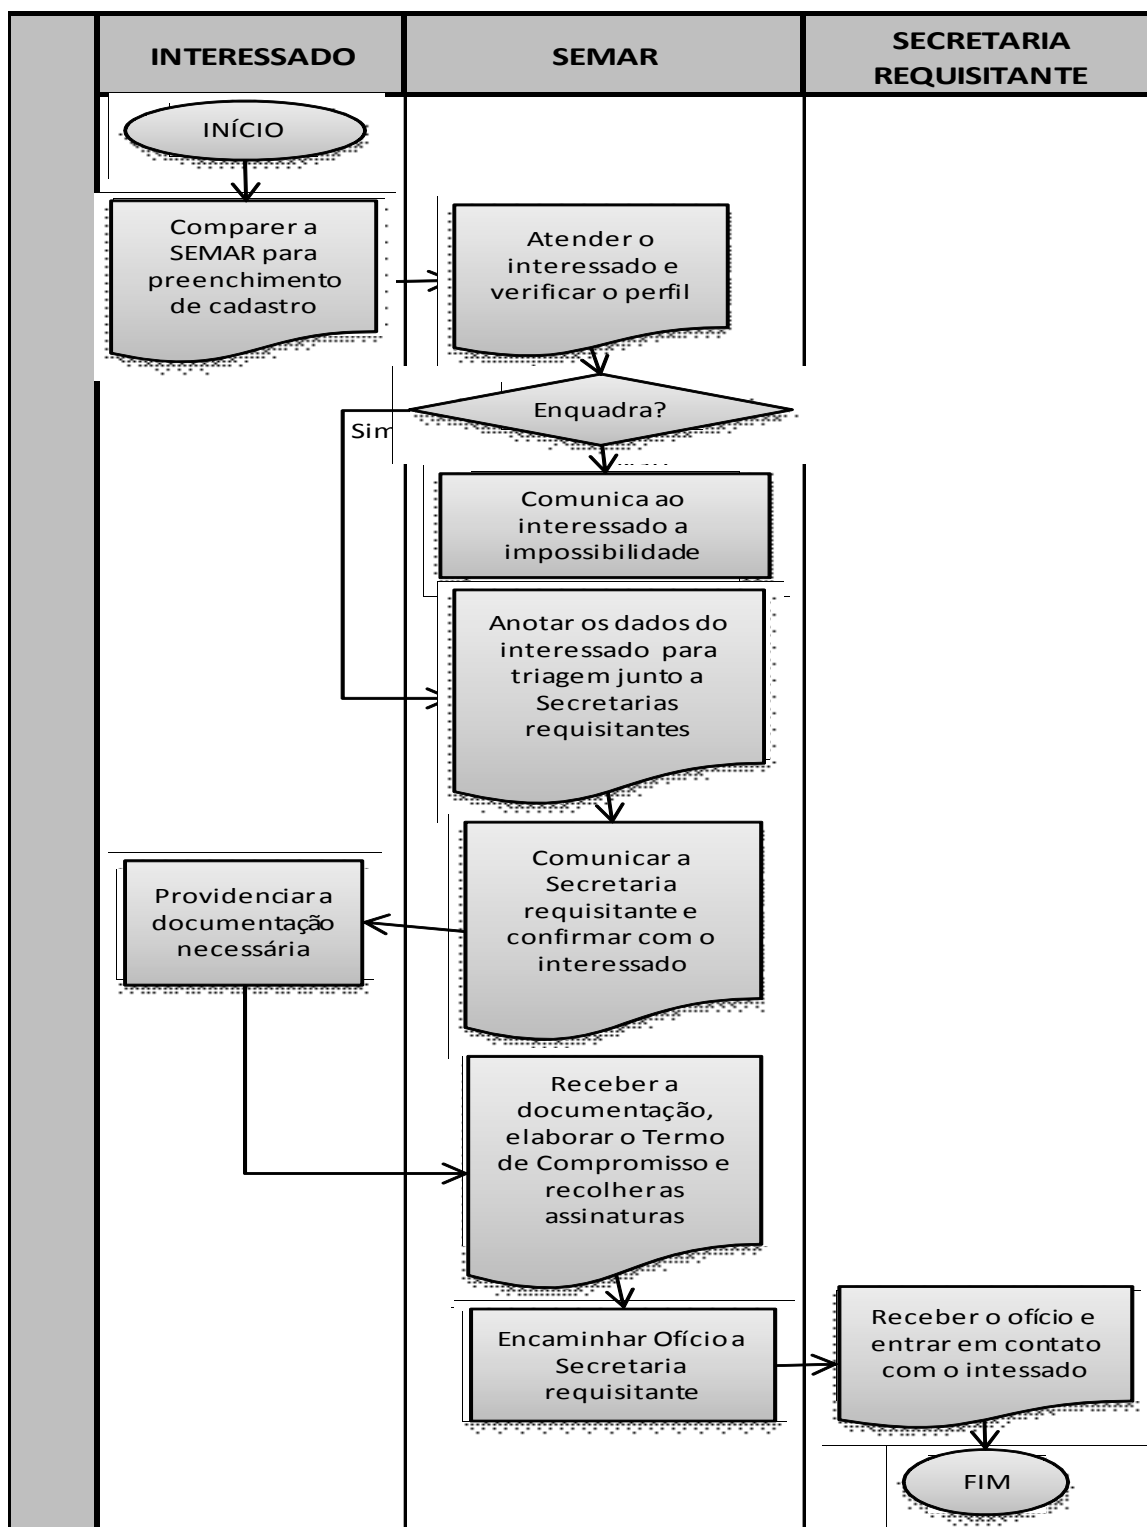 INTERESSADO
SEMAR
SECRETARIA
REQUISITANTE
INÍCIO
Comparer a
SEMAR para
preenchimento
de cadastro
Atender o
interessado e
verificar o perfil
Enquadra?
Sim
Comunica ao
interessado a
impossibilidade
Anotar os dados do
interessado para
triagem junto a
Secretarias
requisitantes
Comunicar a
Secretaria
requisitante e
confirmar com o
interessado
Providenciar a
documentação
necessária
Receber a
documentação,
elaborar o Termo
de Compromisso e
recolher as
assinaturas
Encaminhar Ofício a
Secretaria
requisitante
Receber o ofício e
entrar em contato
com o intessado
FIM